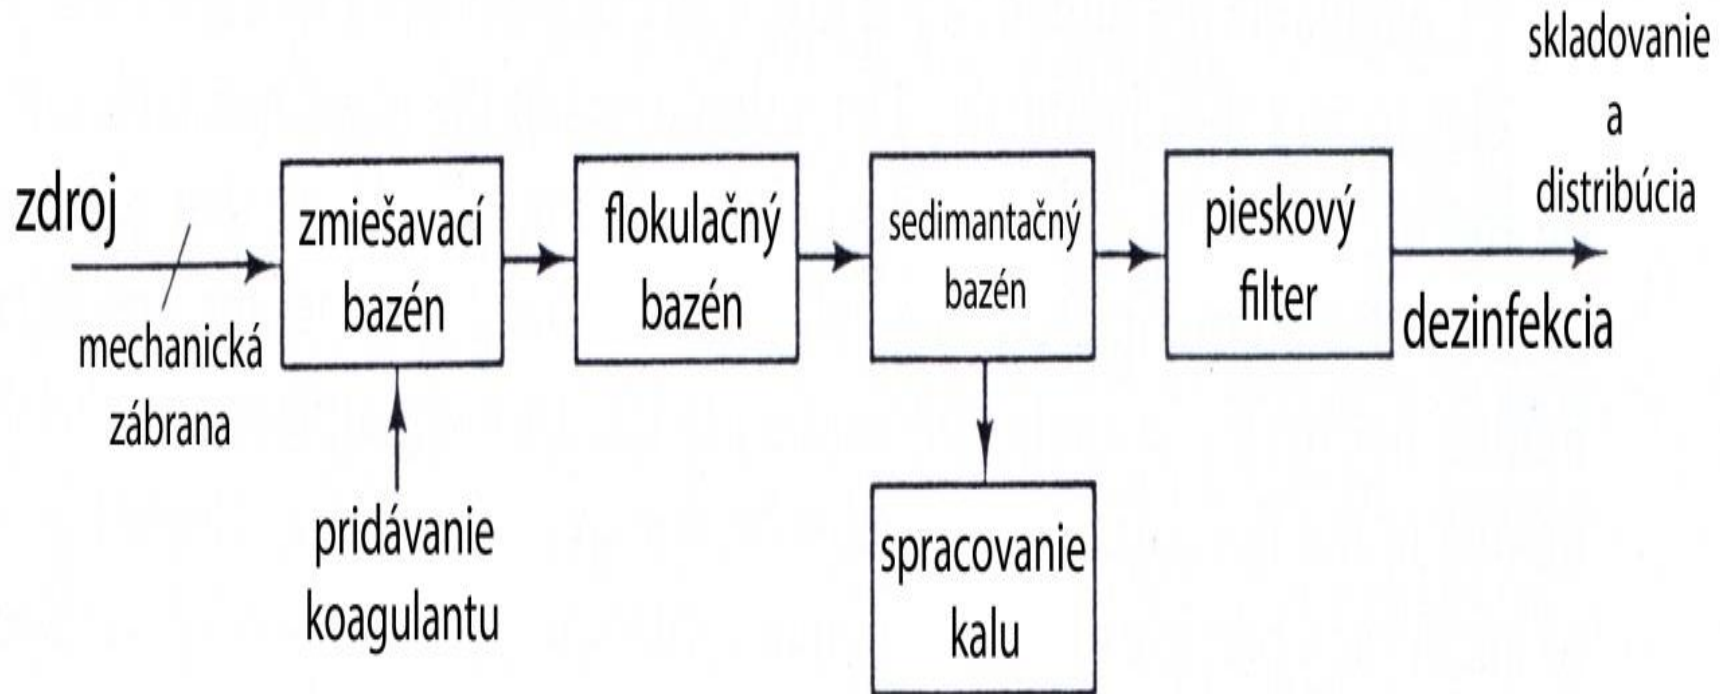 zdroj
mechanická
zábrana
zmiešavací
bazén
pridávanie
koagulantu
flokulačný
bazén
sedimantačný
bazén
spracovanie
kalu
pieskový
filter
dezinfekcia
skladovanie
a
distribúcia